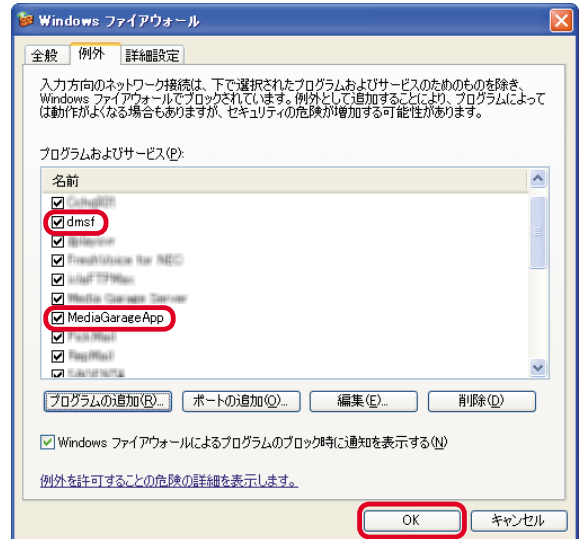 Windows ファイアウォール
全般 例外 詳細設定
入力方向のネットワーク接続は、下で選択されたプログラムおよびサービスのためのものを除き、
Windows ファイアウォールでブロックされています。例外として追加することにより、プログラムによって
は動作がよくなる場合もありますが、セキュリティの危険が増加する可能性があります。
プログラムおよびサービス(P):
名前
dmsf
MediaGarageApp
プログラムの追加(R)... ポートの追加(O)... 編集(E)... 削除(D)
Windows ファイアウォールによるプログラムのブロック時に通知を表示する(N)
例外を許可することの危険の詳細を表示します。
OK キャンセル